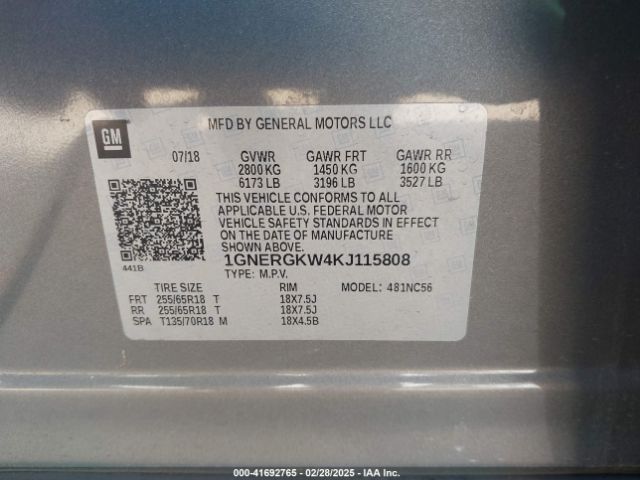 GM
MFD BY GENERAL MOTORS LLC
07/18 GVWR GAWR FRT GAWR RR
2800 KG 1450 KG 1600 KG
6173 LB 3196 LB 3527 LB
THIS VEHICLE CONFORMS TO ALL
APPLICABLE U.S. FEDERAL MOTOR
VEHICLE SAFETY STANDARDS IN EFFECT
ON THE DATE OF MANUFACTURE
SHOWN ABOVE.
441B
1GNERGKW4KJ115808
TYPE: M.P.V.
TIRE SIZE RIM MODEL: 481NC56
FRT 255/65R18 T 18X7.5J
RR 255/65R18 T 18X7.5J
SPA T135/70R18 M 18X4.5B
000-41692765 - 02/28/2025 - IAA Inc.